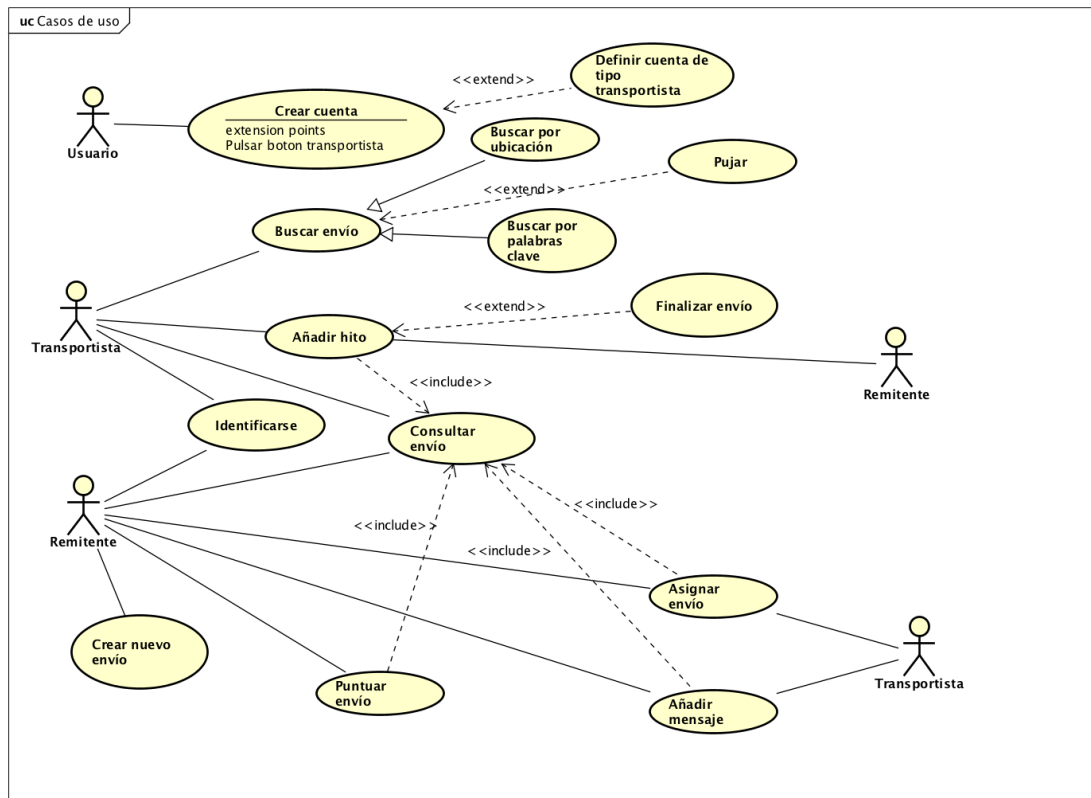 uc Casos de uso
Definir cuenta de
tipo
transportista
<<extend>>
Crear cuenta
extension points
Pulsar boton transportista
Usuario
Buscar por
ubicación
Pujar
<<extend>>
Buscar envío
Buscar por
palabras
clave
<<extend>>
Finalizar envío
Añadir hito
Transportista
Remitente
<<include>>
Identificarse
Consultar
envío
<<include>>
<<include>>
<<include>>
Remitente
Asignar
envío
Crear nuevo
envío
Puntuar
envío
Añadir
mensaje
Transportista